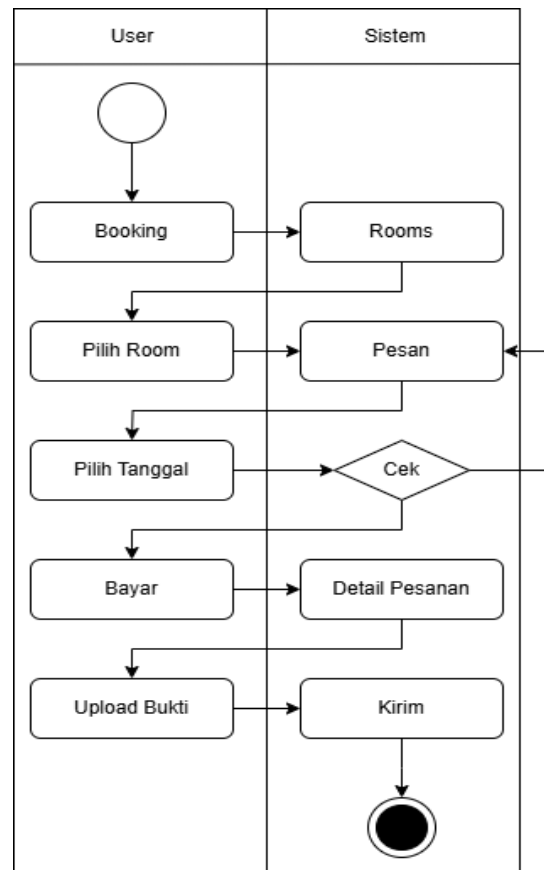 User
Sistem
Booking
Rooms
Pilih Room
Pesan
Pilih Tanggal
Cek
Bayar
Detail Pesanan
Upload Bukti
Kirim